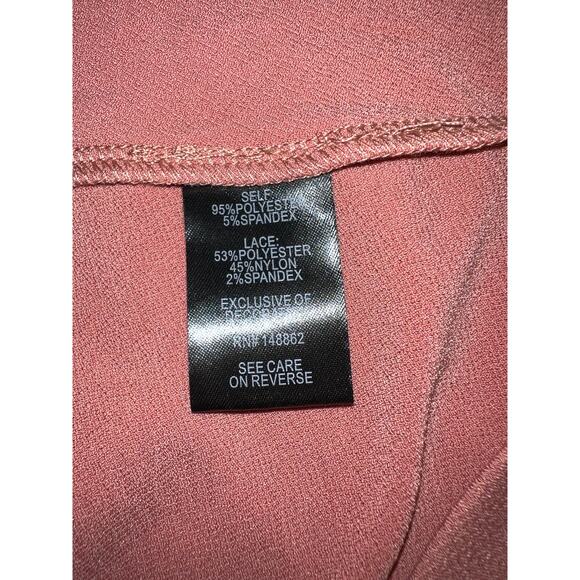 SELF:
95%POLYESTER
5%SPANDEX
LACE:
53%POLYESTER
45%NYLON
2%SPANDEX
EXCLUSIVE OF
RN# 148862
SEE CARE
ON REVERSE